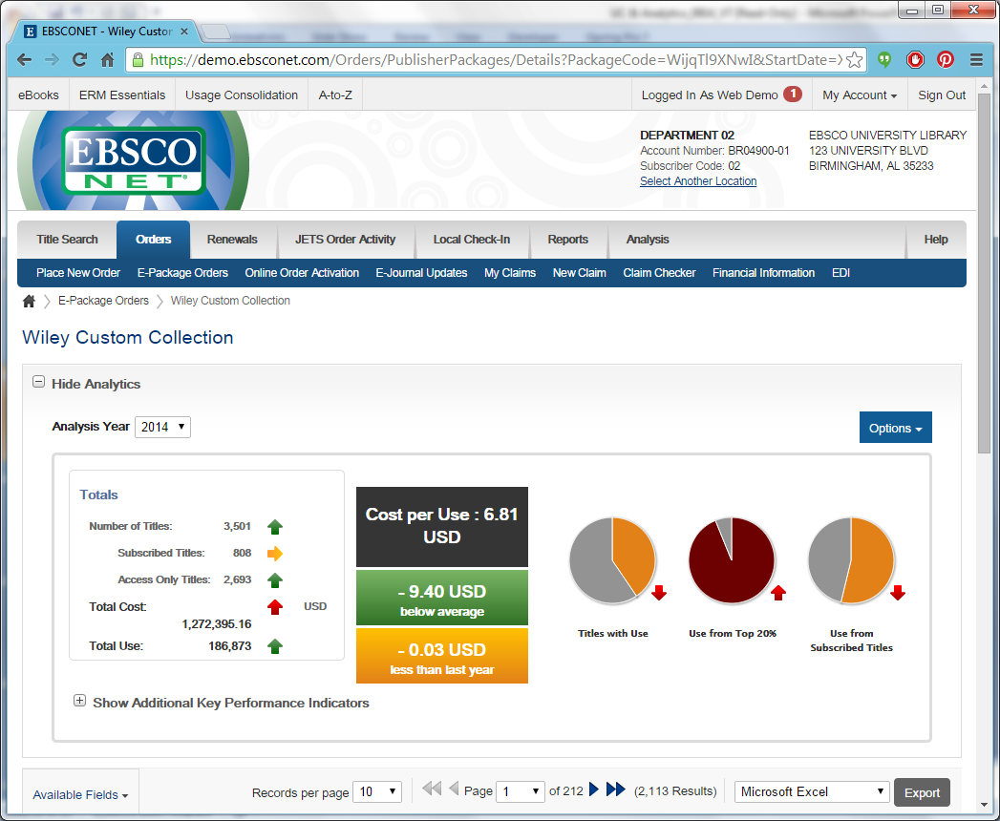 EBSCONET - Wiley Custor
https://demo.ebsconet.com/Orders/PublisherPackages/Details?PackageCode=WijqTl9XNwI&StartDate=X
eBooks ERM Essentials Usage Consolidation A-to-Z Logged In As Web Demo 1 My Account Sign Out
EBSCO
NET®
DEPARTMENT 02
Account Number: BR04900-01
Subscriber Code: 02
Select Another Location
EBSCO UNIVERSITY LIBRARY
123 UNIVERSITY BLVD
BIRMINGHAM, AL 35233
Title Search Orders Renewals JETS Order Activity Local Check-In Reports Analysis Help
Place New Order E-Package Orders Online Order Activation E-Journal Updates My Claims New Claim Claim Checker Financial Information EDI
E-Package Orders Wiley Custom Collection
Wiley Custom Collection
Hide Analytics
Analysis Year 2014 Options
Totals
Number of Titles: 3,501
Subscribed Titles: 808
Access Only Titles: 2,693
Total Cost: USD
1,272,395.16
Total Use: 186,873
Cost per Use : 6.81
USD
- 9.40 USD
below average
- 0.03 USD
less than last year
Titles with Use
Use from Top 20%
Use from
Subscribed Titles
Show Additional Key Performance Indicators
Available Fields Records per page 10 Page 1 of 212 (2,113 Results) Microsoft Excel Export